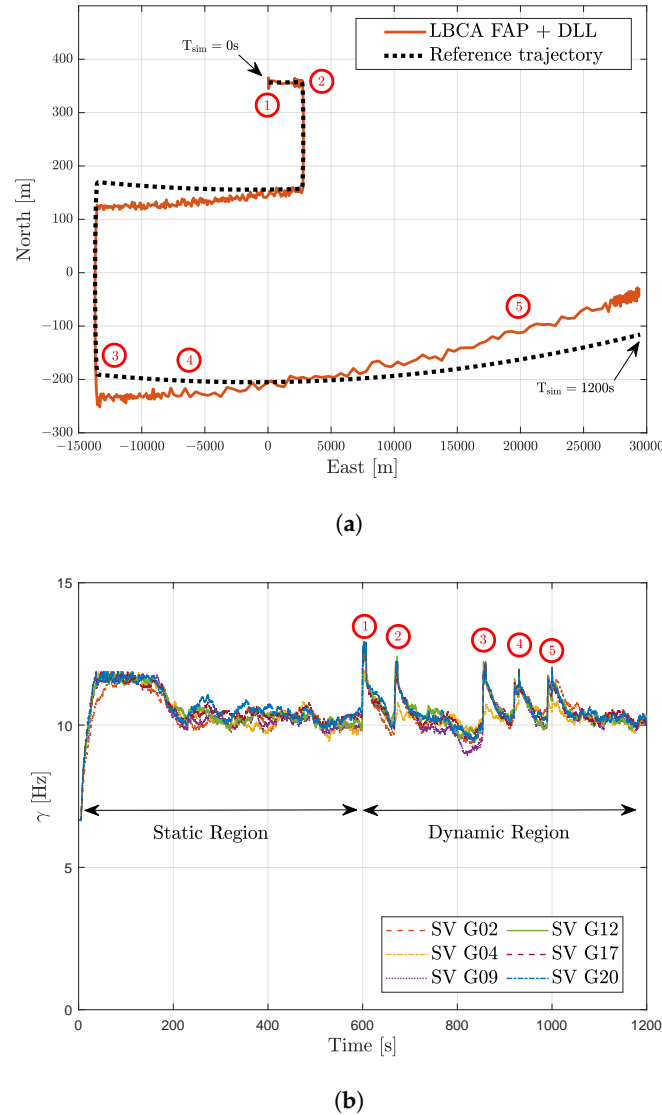 LBCA FAP + DLL
Reference trajectory
T_sim = 0s
1
2
3
4
5
T_sim = 1200s
North [m]
400
300
200
100
0
−100
−200
−300
−15000 −10000 −5000 0 5000 10000 15000 20000 25000 30000
East [m]
(a)
1
2
3
4
5
γ [Hz]
15
10
5
0
Static Region
Dynamic Region
SV G02
SV G04
SV G09
SV G12
SV G17
SV G20
0 200 400 600 800 1000 1200
Time [s]
(b)